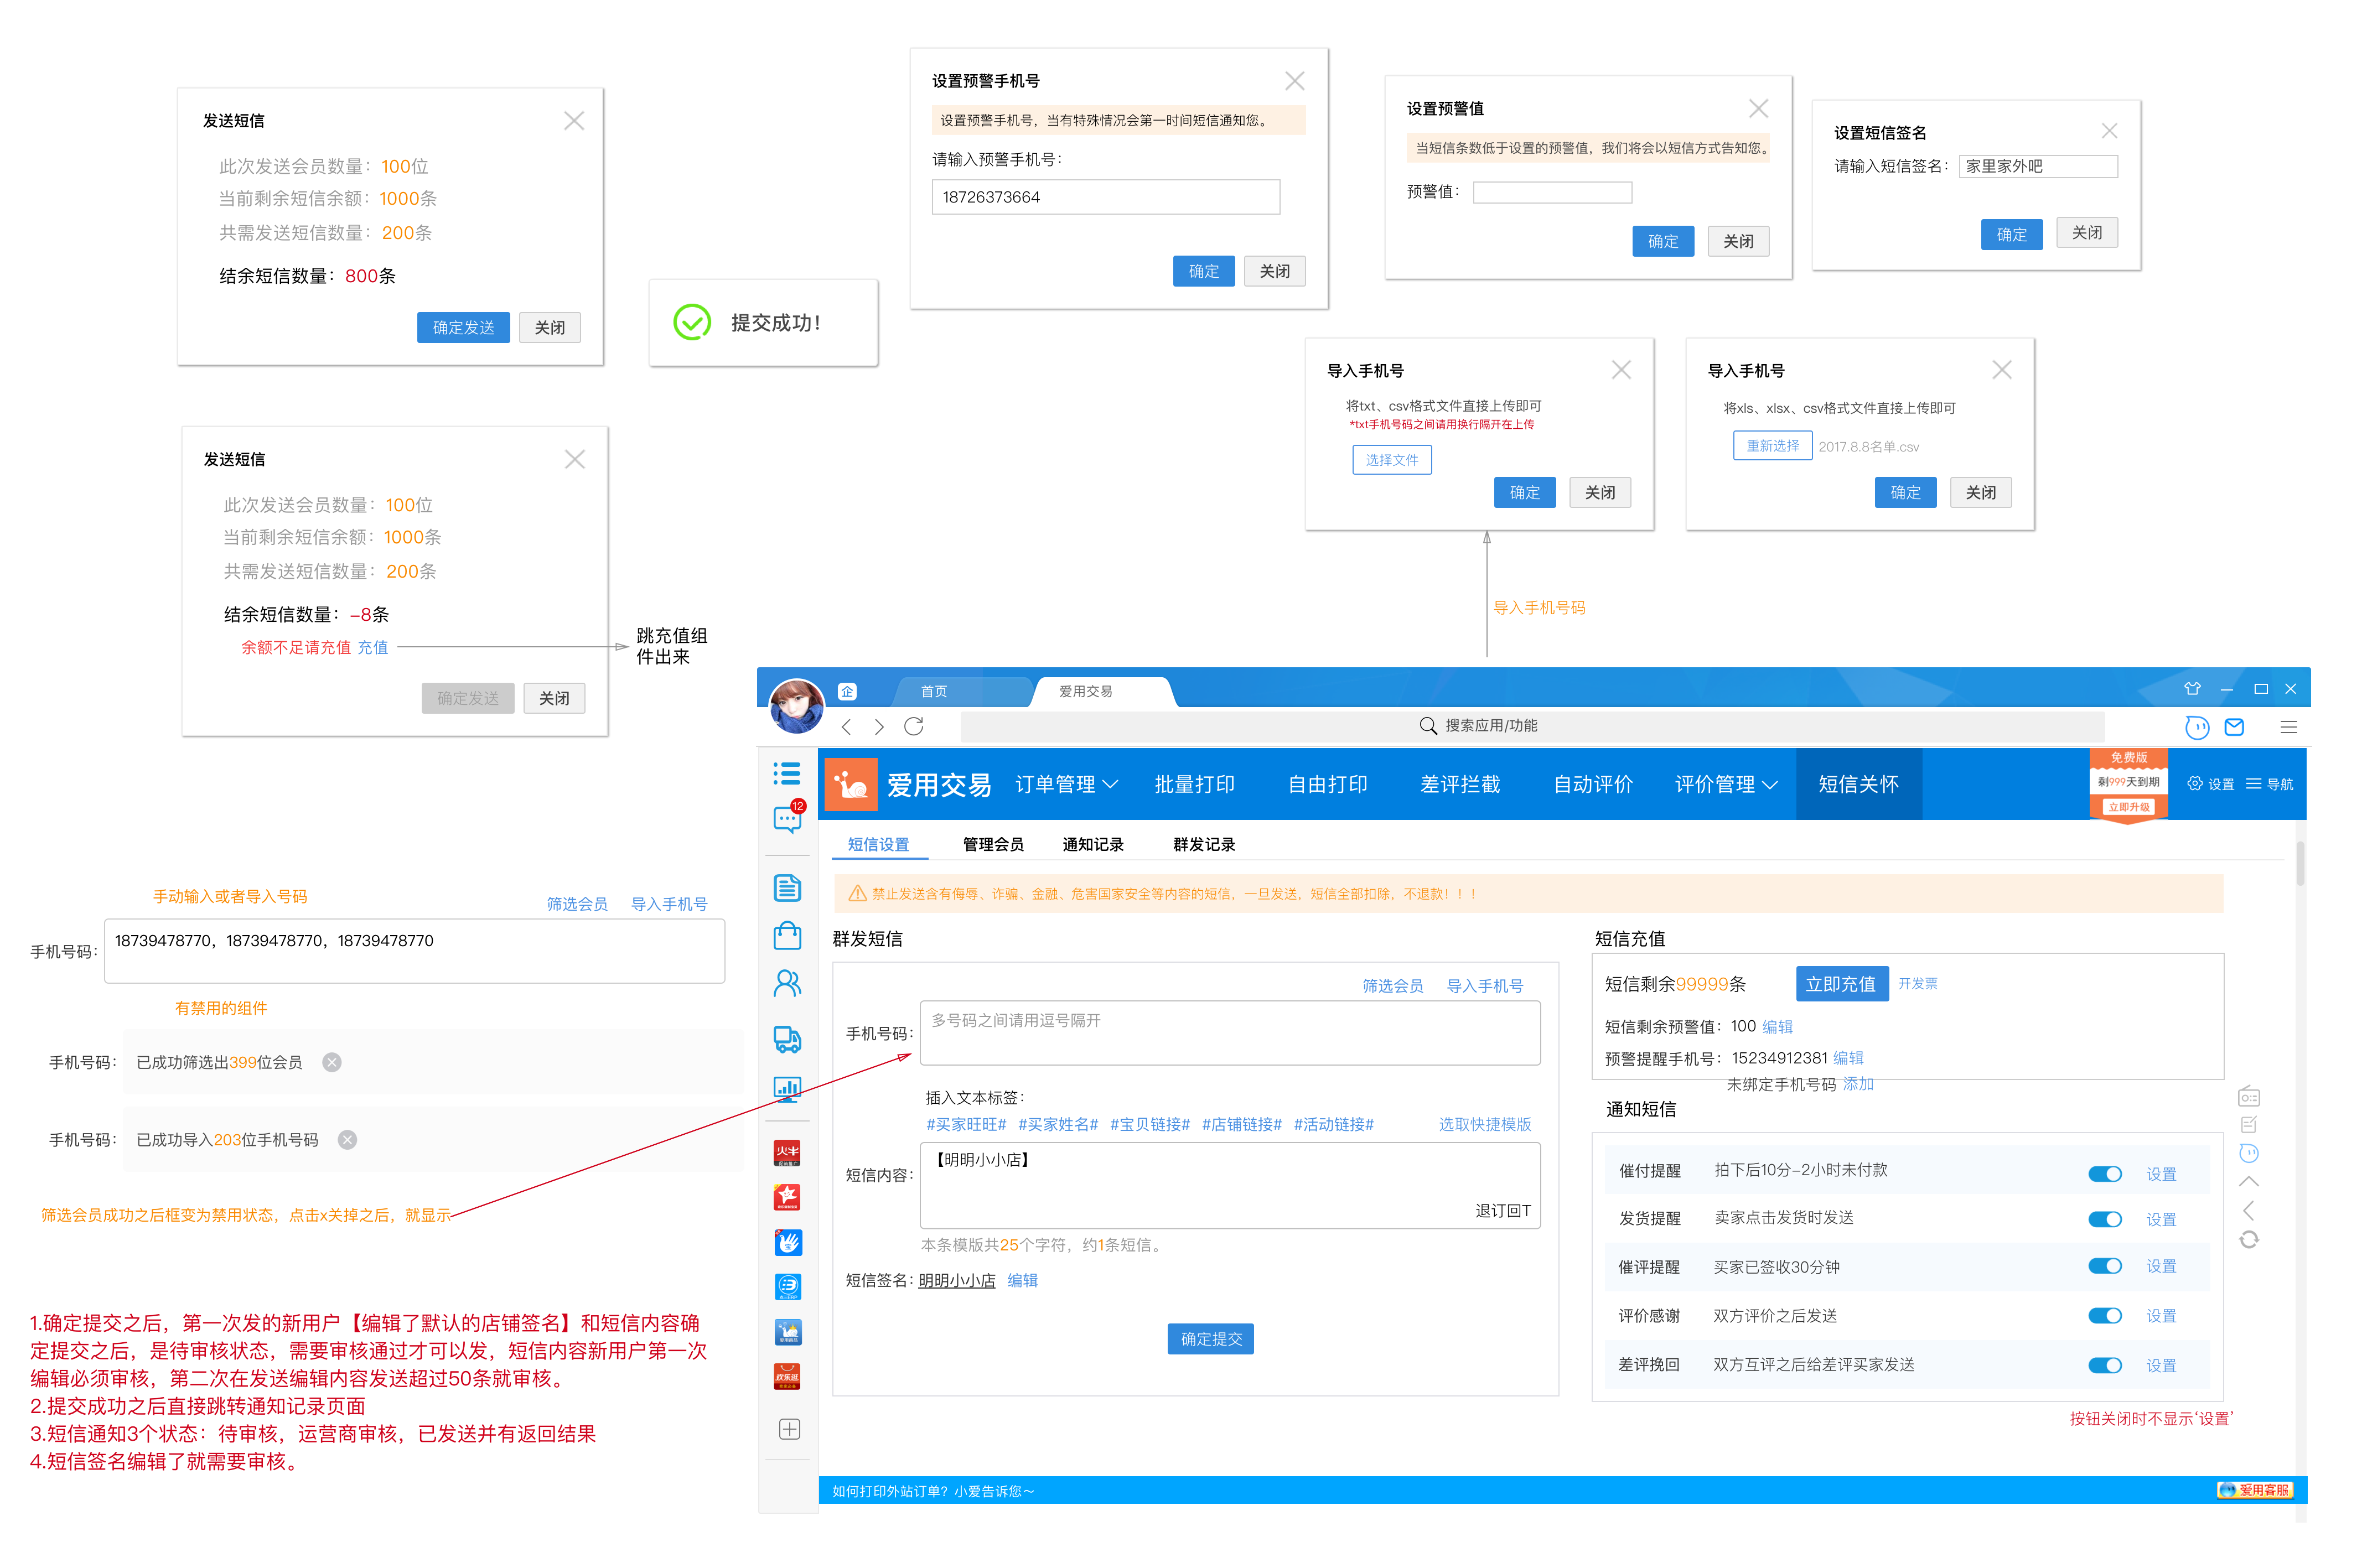 发送短信
此次发送会员数量：100位
当前剩余短信余额：1000条
共需发送短信数量：200条
结余短信数量：800条
确定发送 关闭
提交成功！
设置预警手机号
设置预警手机号，当有特殊情况会第一时间短信通知您。
请输入预警手机号：
18726373664
确定 关闭
设置预警值
当短信条数低于设置的预警值，我们将会以短信方式告知您。
预警值：
确定 关闭
设置短信签名
请输入短信签名： 家里家外吧
确定 关闭
导入手机号
将txt、csv格式文件直接上传即可
*txt手机号码之间请用换行隔开在上传
选择文件
确定 关闭
导入手机号
将xls、xlsx、csv格式文件直接上传即可
重新选择 2017.8.8名单.csv
确定 关闭
导入手机号码
发送短信
此次发送会员数量：100位
当前剩余短信余额：1000条
共需发送短信数量：200条
结余短信数量：-8条
余额不足请充值 充值
确定发送 关闭
跳充值组
件出来
手动输入或者导入号码
筛选会员 导入手机号
手机号码： 18739478770，18739478770，18739478770
有禁用的组件
手机号码： 已成功筛选出399位会员
手机号码： 已成功导入203位手机号码
筛选会员成功之后框变为禁用状态，点击x关掉之后，就显示
1.确定提交之后，第一次发的新用户【编辑了默认的店铺签名】和短信内容确
定提交之后，是待审核状态，需要审核通过才可以发，短信内容新用户第一次
编辑必须审核，第二次在发送编辑内容发送超过50条就审核。
2.提交成功之后直接跳转通知记录页面
3.短信通知3个状态：待审核，运营商审核，已发送并有返回结果
4.短信签名编辑了就需要审核。
企 首页 爱用交易
搜索应用/功能
12
爱用交易 订单管理 批量打印 自由打印 差评拦截 自动评价 评价管理 短信关怀
免费版
剩999天到期
立即升级
设置 导航
短信设置 管理会员 通知记录 群发记录
禁止发送含有侮辱、诈骗、金融、危害国家安全等内容的短信，一旦发送，短信全部扣除，不退款！！！
群发短信
筛选会员 导入手机号
手机号码： 多号码之间请用逗号隔开
插入文本标签：
#买家旺旺# #买家姓名# #宝贝链接# #店铺链接# #活动链接# 选取快捷模版
短信内容： 【明明小小店】
退订回T
本条模版共25个字符，约1条短信。
短信签名：明明小小店 编辑
确定提交
短信充值
短信剩余99999条 立即充值 开发票
短信剩余预警值：100 编辑
预警提醒手机号：15234912381 编辑
未绑定手机号码 添加
通知短信
催付提醒 拍下后10分-2小时未付款 设置
发货提醒 卖家点击发货时发送 设置
催评提醒 买家已签收30分钟 设置
评价感谢 双方评价之后发送 设置
差评挽回 双方互评之后给差评买家发送 设置
按钮关闭时不显示‘设置’
火牛
欢乐逛
如何打印外站订单？小爱告诉您～
爱用客服